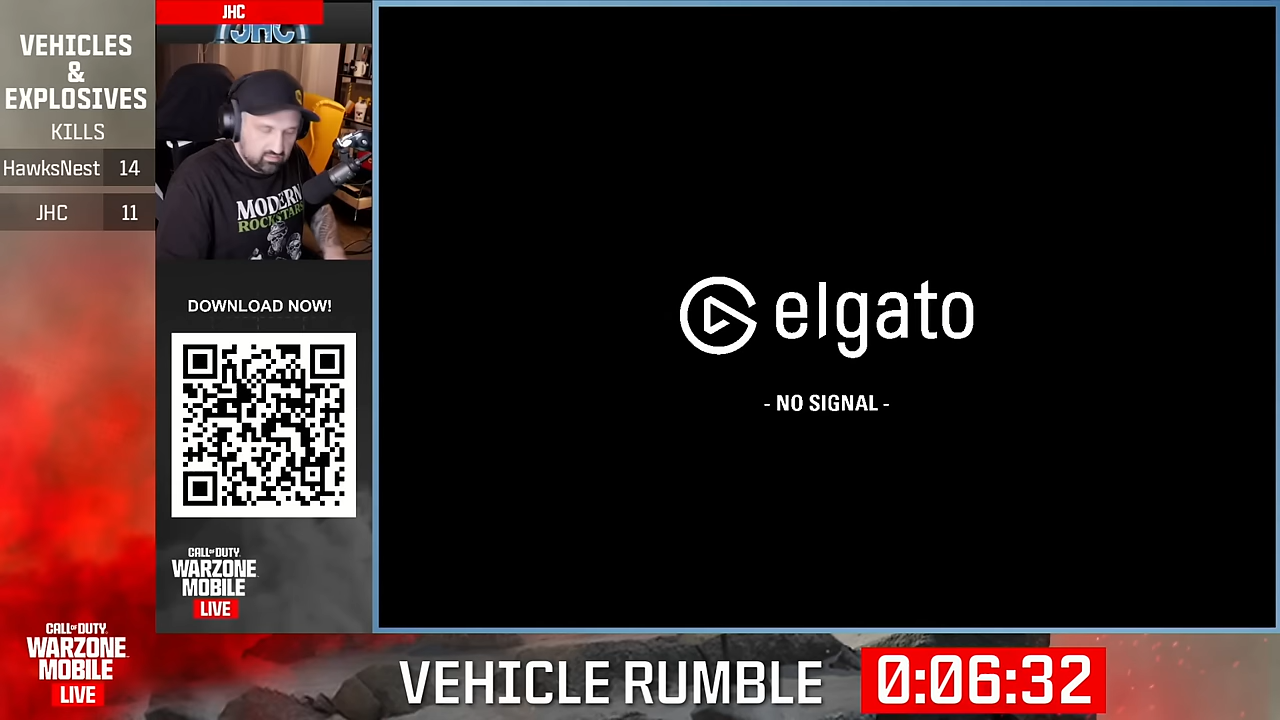 VEHICLES
&
EXPLOSIVES
KILLS
HawksNest 14
JHC 11
JHC
JHC
MODERN
ROCKSTARS
DOWNLOAD NOW!
CALL OF DUTY
WARZONE
MOBILE
LIVE
elgato
- NO SIGNAL -
CALL OF DUTY
WARZONE
MOBILE
LIVE
VEHICLE RUMBLE 0:06:32